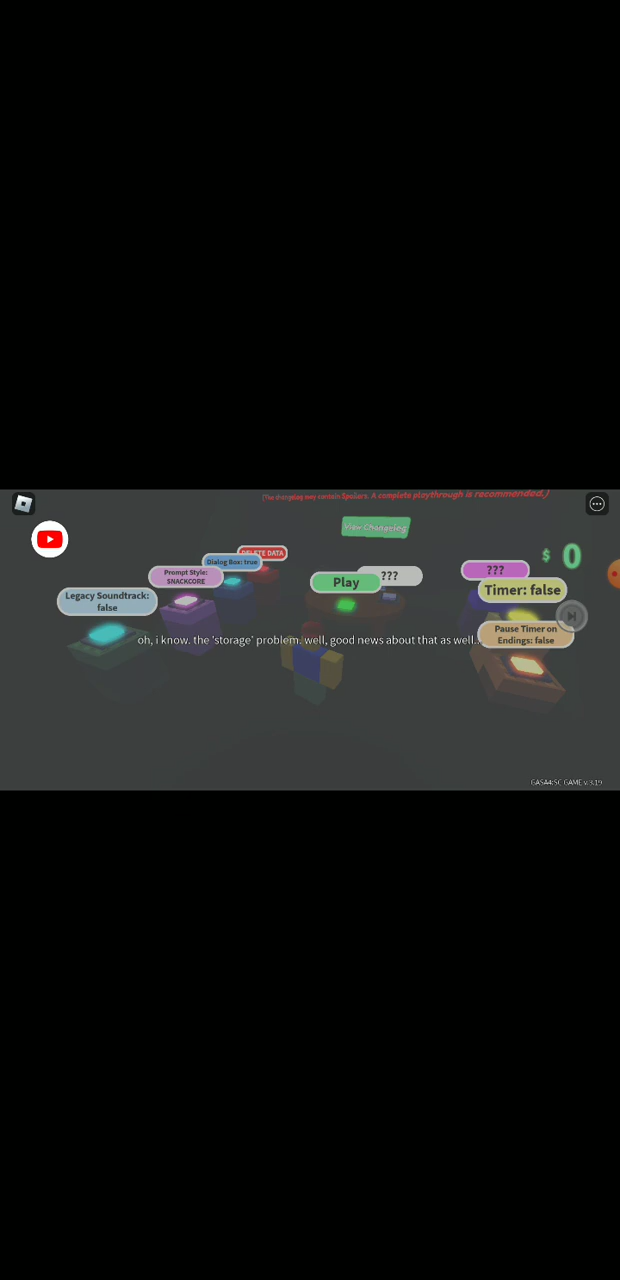 (The changelog may contain Spoilers. A complete playthrough is recommended.)
View Changelog
DELETE DATA
Dialog Box: true
Prompt Style:
SNACKCORE
Legacy Soundtrack:
false
Play
???
???
$ 0
Timer: false
Pause Timer on
Endings: false
oh, i know. the 'storage' problem. well, good news about that as well..
GASA4:SC GAME v.3.19